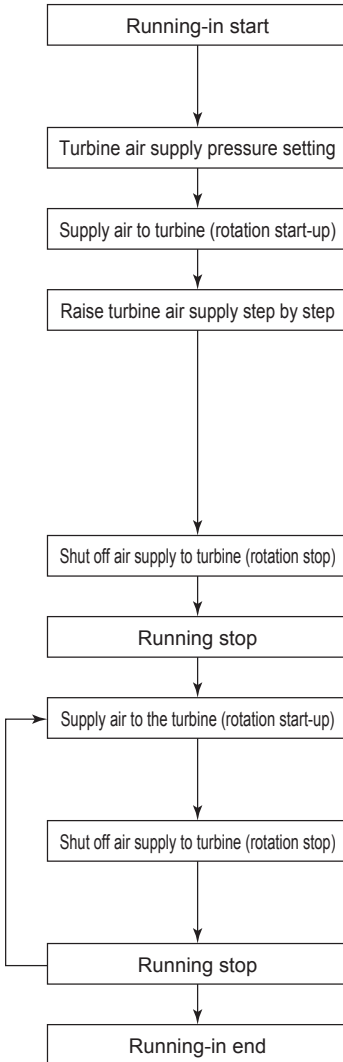 Running-in start
Turbine air supply pressure setting
Supply air to turbine (rotation start-up)
Raise turbine air supply step by step
Shut off air supply to turbine (rotation stop)
Running stop
Supply air to the turbine (rotation start-up)
Shut off air supply to turbine (rotation stop)
Running stop
Running-in end